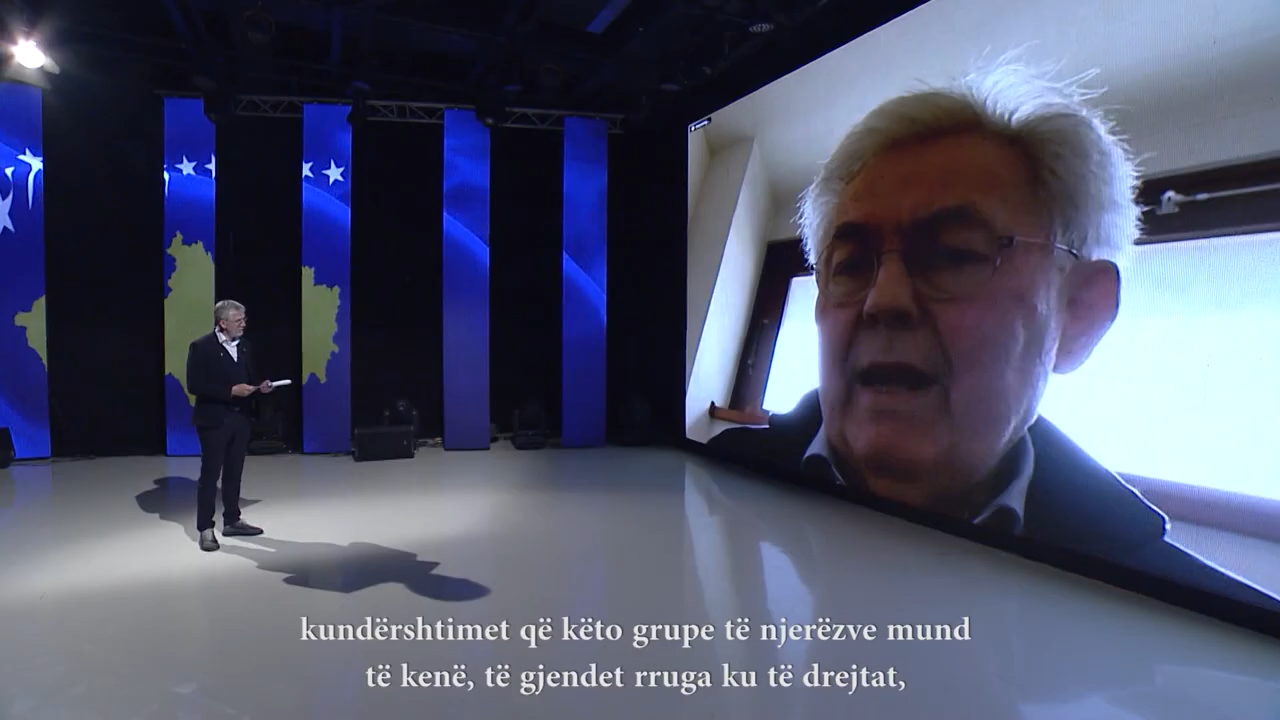 kundërshtimet që këto grupe të njerëzve mund
të kenë, të gjendet rruga ku të drejtat,